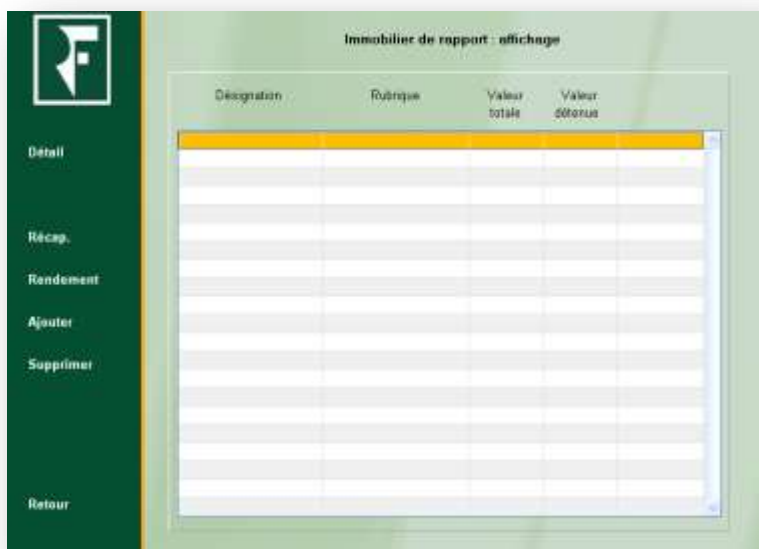 Immobilier de rapport : affichage
Désignation Rubrique Valeur totale Valeur détenue
Détail
Récap.
Rendement
Ajouter
Supprimer
Retour